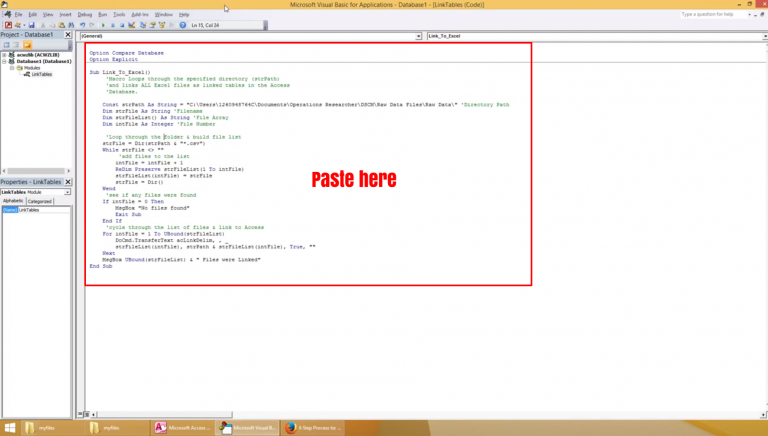 Microsoft Visual Basic for Applications - Database1 - [LinkTables (Code)]
File Edit View Insert Debug Run Tools Add-Ins Window Help
Type a question for help
Ln 15, Col 24
Project - Database1
(General)
Link_To_Excel
acwzlib (ACWZLIB)
Database1 (Database1)
Modules
LinkTables
Option Compare Database
Option Explicit
Sub Link_To_Excel()
'Macro Loops through the specified directory (strPath)
'and links ALL Excel files as linked tables in the Access
'Database.
Const strPath As String = "C:\Users\1280968766C\Documents\Operations Researcher\DSCN\Raw Data Files\Raw Data\" 'Directory Path
Dim strFile As String 'Filename
Dim strFileList() As String 'File Array
Dim intFile As Integer 'File Number
'Loop through the folder & build file list
strFile = Dir(strPath & "*.csv")
While strFile <> ""
'add files to the list
intFile = intFile + 1
ReDim Preserve strFileList(1 To intFile)
strFileList(intFile) = strFile
strFile = Dir()
Wend
'see if any files were found
If intFile = 0 Then
MsgBox "No files found"
Exit Sub
End If
'cycle through the list of files & link to Access
For intFile = 1 To UBound(strFileList)
DoCmd.TransferText acLinkDelim, , _
strFileList(intFile), strPath & strFileList(intFile), True, ""
Next
MsgBox UBound(strFileList) & " Files were Linked"
End Sub
Paste here
Properties - LinkTables
LinkTables Module
Alphabetic Categorized
(Name) LinkTables
myfiles
myfiles
Microsoft Access...
Microsoft Visual B...
8 Step Process to ...